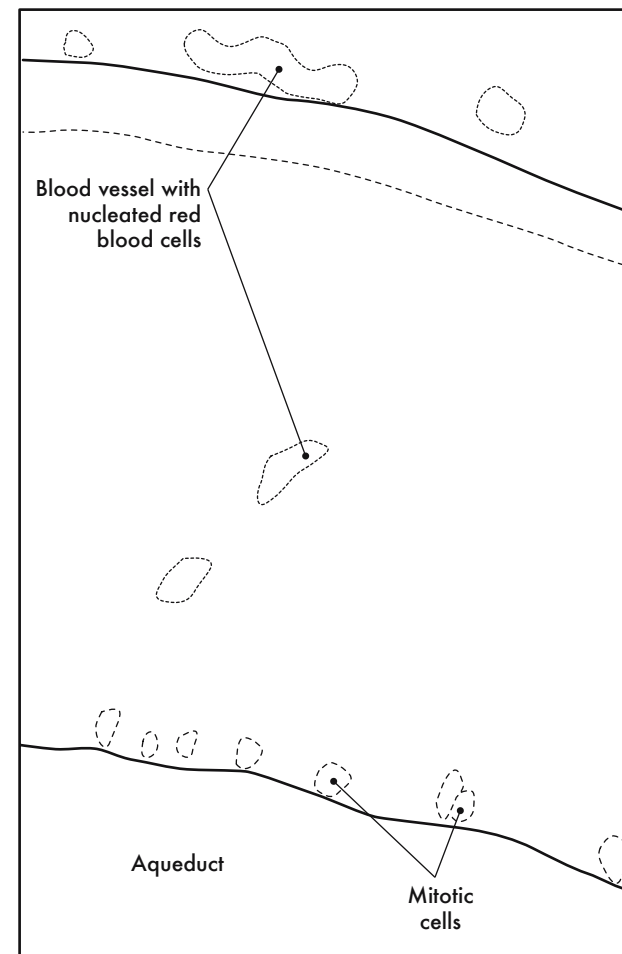 Blood vessel with
nucleated red
blood cells
Aqueduct
Mitotic
cells